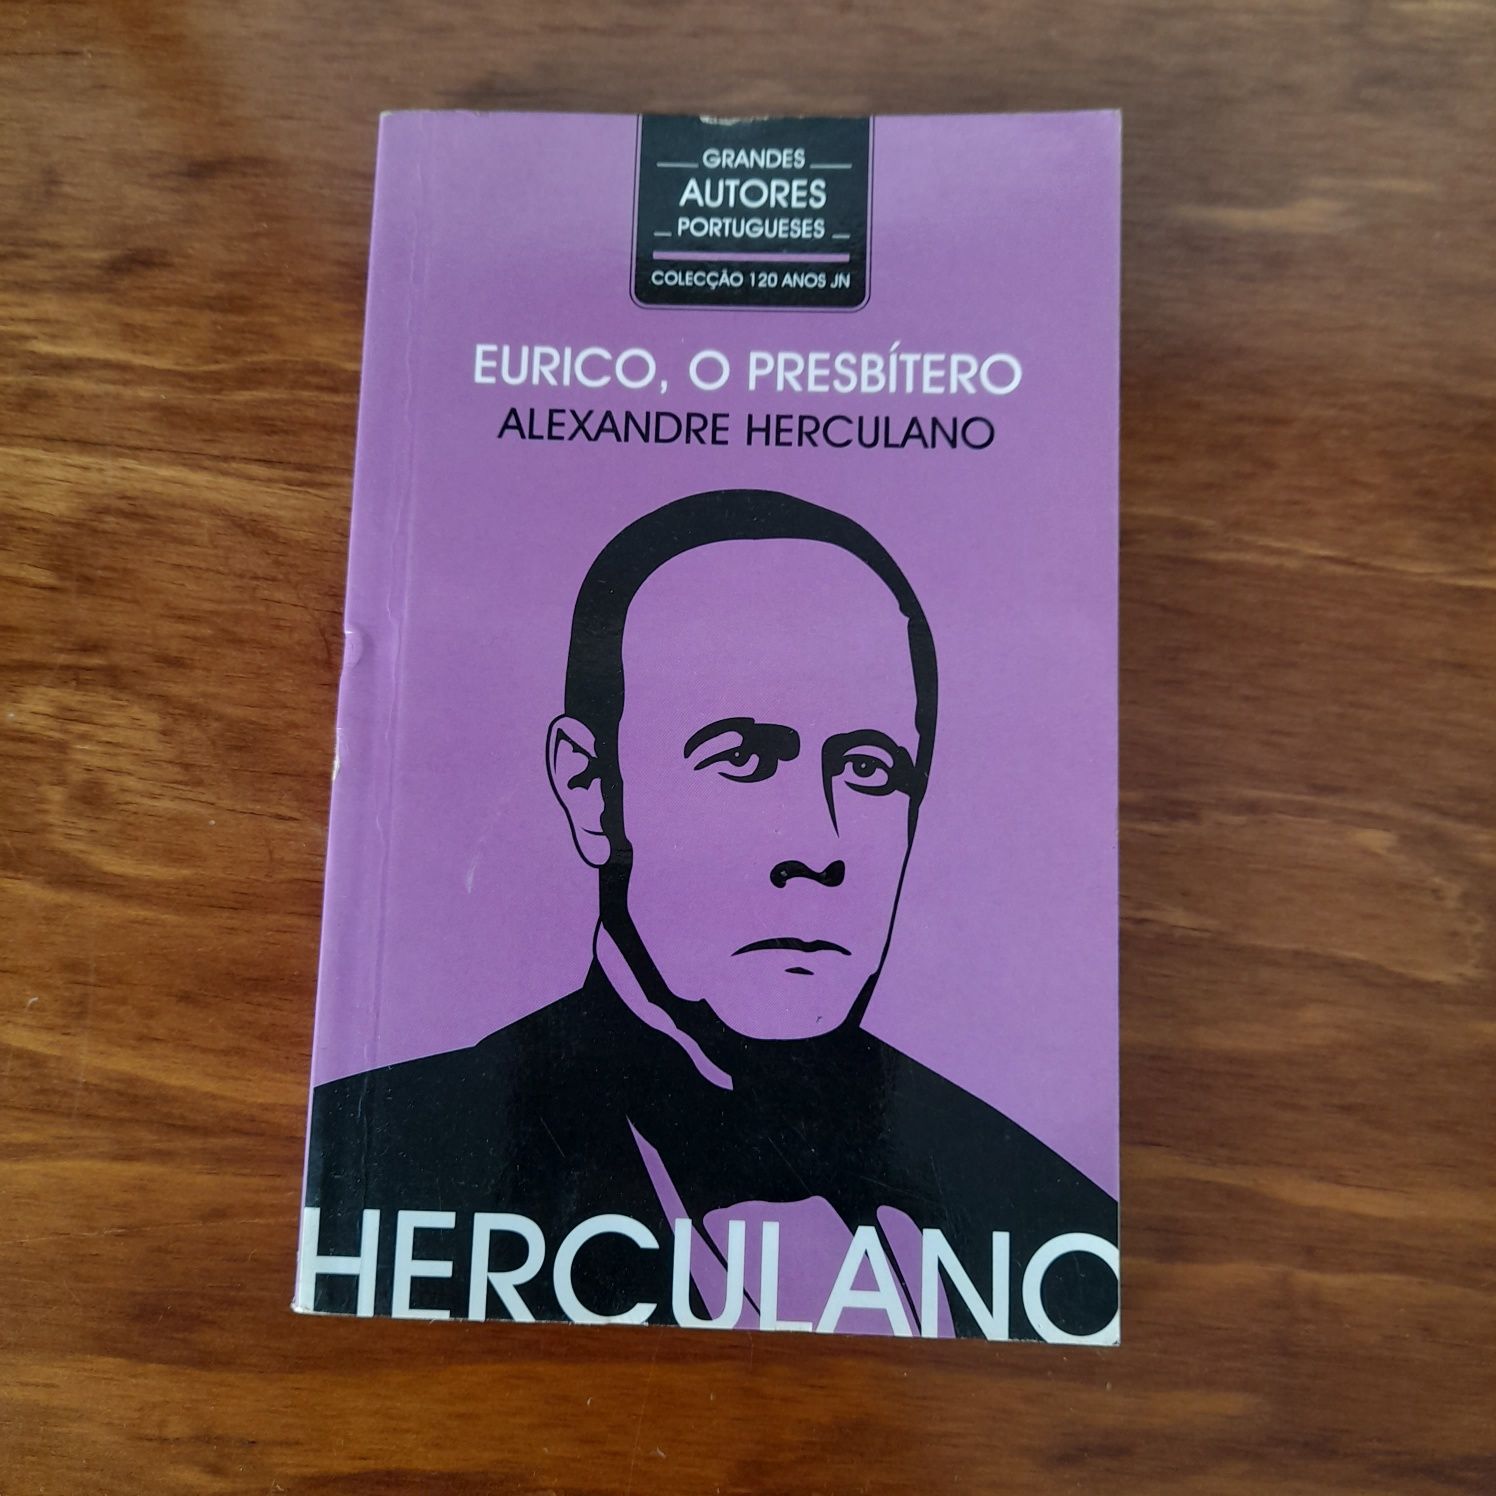 GRANDES
AUTORES
PORTUGUESES
COLECÇÃO 120 ANOS JN
EURICO, O PRESBÍTERO
ALEXANDRE HERCULANO
HERCULANO